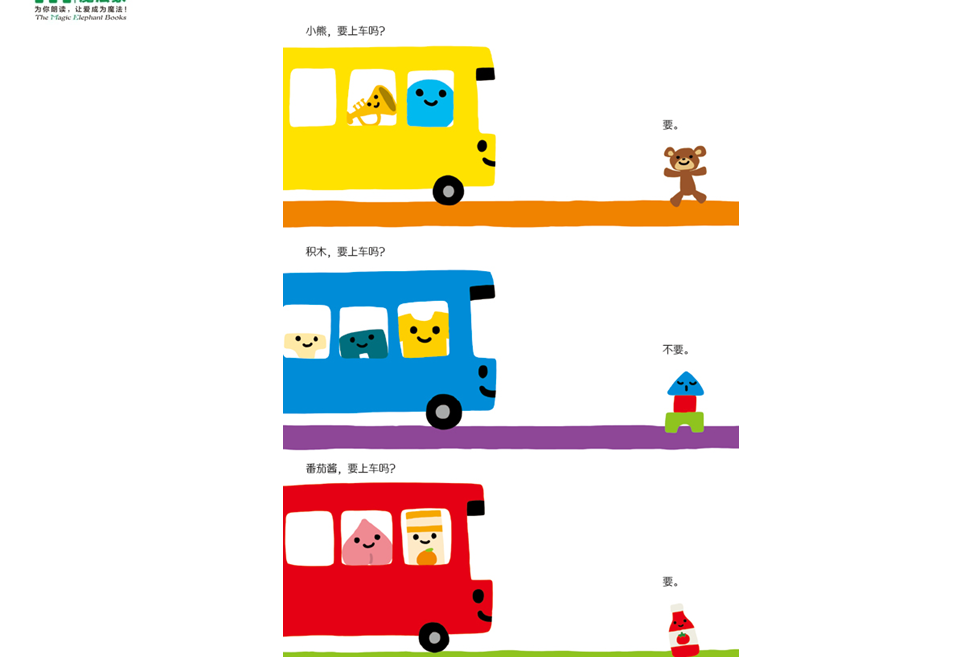 为你朗读，让爱成为魔法！
The Magic Elephant Books
小熊，要上车吗？
要。
积木，要上车吗？
不要。
番茄酱，要上车吗？
要。